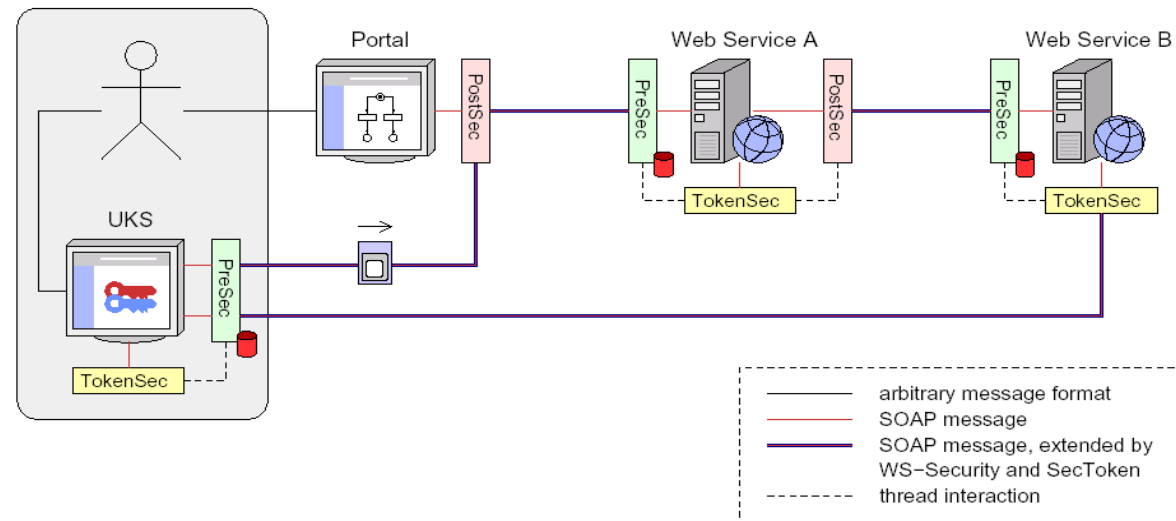 Portal
Web Service A
Web Service B
PostSec
PreSec
PostSec
PreSec
TokenSec
TokenSec
UKS
PreSec
TokenSec
arbitrary message format
SOAP message
SOAP message, extended by
WS−Security and SecToken
thread interaction